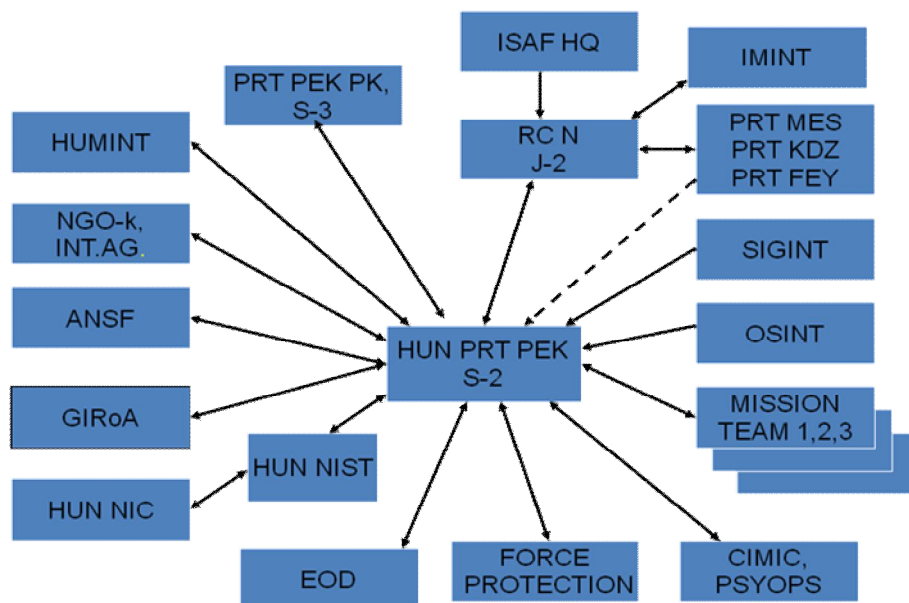 ISAF HQ
IMINT
PRT PEK PK,
S-3
HUMINT
RC N
J-2
PRT MES
PRT KDZ
PRT FEY
NGO-k,
INT.AG.
SIGINT
ANSF
HUN PRT PEK
S-2
OSINT
GIRoA
MISSION
TEAM 1,2,3
HUN NIST
HUN NIC
EOD
FORCE
PROTECTION
CIMIC,
PSYOPS